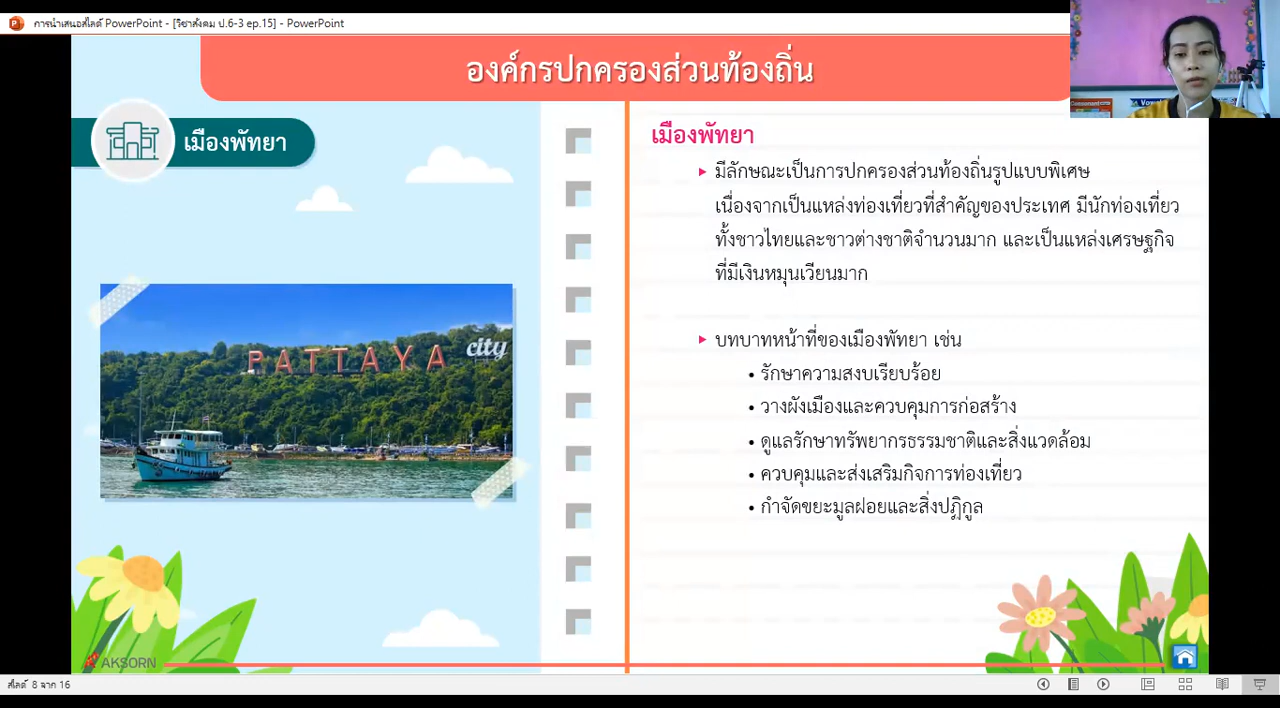 การนำเสนอสไลด์ PowerPoint - [วิชาสังคม ป.6-3 ep.15] - PowerPoint
องค์กรปกครองส่วนท้องถิ่น
เมืองพัทยา
PATTAYA city
เมืองพัทยา
มีลักษณะเป็นการปกครองส่วนท้องถิ่นรูปแบบพิเศษ
เนื่องจากเป็นแหล่งท่องเที่ยวที่สำคัญของประเทศ มีนักท่องเที่ยว
ทั้งชาวไทยและชาวต่างชาติจำนวนมาก และเป็นแหล่งเศรษฐกิจ
ที่มีเงินหมุนเวียนมาก
บทบาทหน้าที่ของเมืองพัทยา เช่น
• รักษาความสงบเรียบร้อย
• วางผังเมืองและควบคุมการก่อสร้าง
• ดูแลรักษาทรัพยากรธรรมชาติและสิ่งแวดล้อม
• ควบคุมและส่งเสริมกิจการท่องเที่ยว
• กำจัดขยะมูลฝอยและสิ่งปฏิกูล
AKSORN
สไลด์ 8 จาก 16